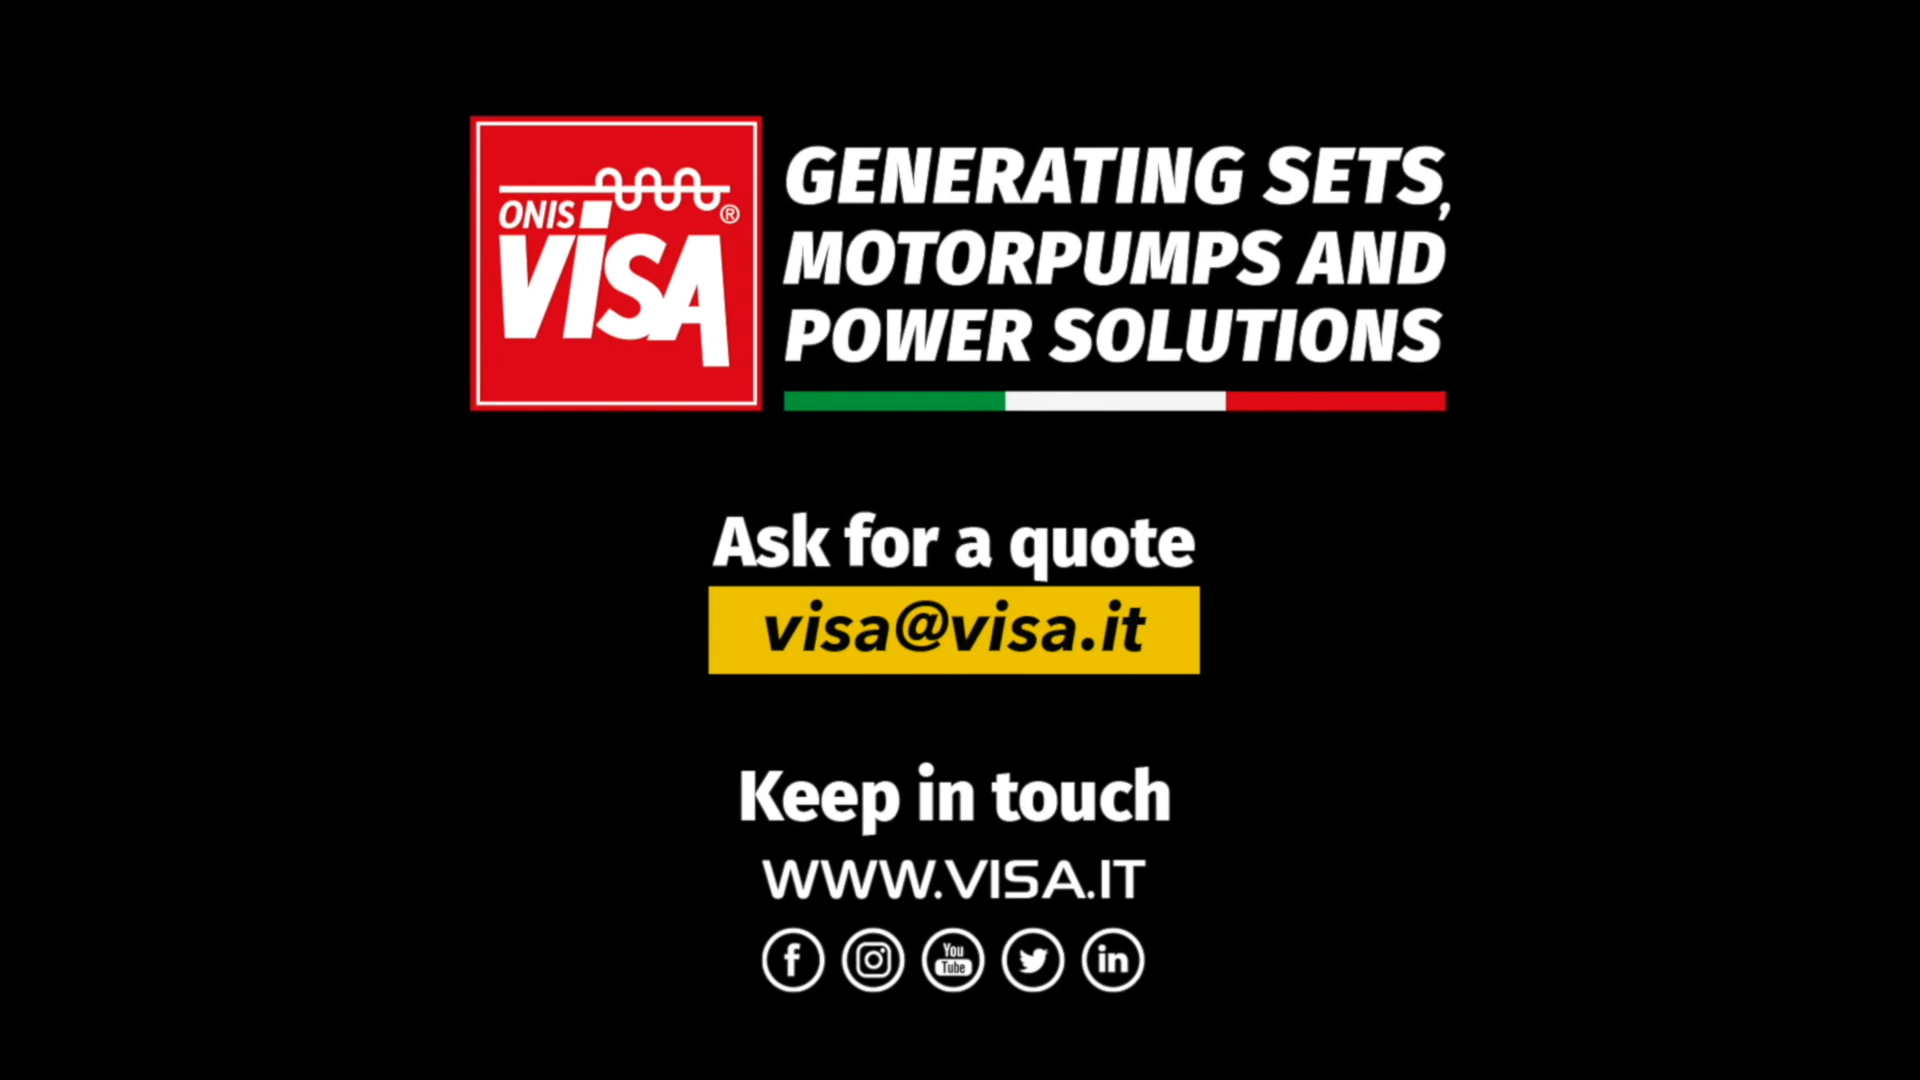 ONIS
VISA®
GENERATING SETS,
MOTORPUMPS AND
POWER SOLUTIONS
Ask for a quote
visa@visa.it
Keep in touch
WWW.VISA.IT
f You Tube in